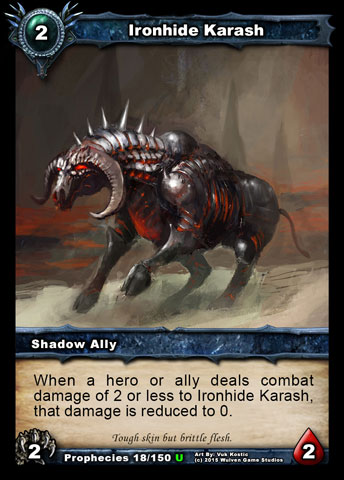 2
Ironhide Karash
Shadow Ally
When a hero or ally deals combat
damage of 2 or less to Ironhide Karash,
that damage is reduced to 0.
Tough skin but brittle flesh.
2
Prophecies 18/150 U
Art By: Vuk Kostic
(c) 2015 Wulven Game Studios
2